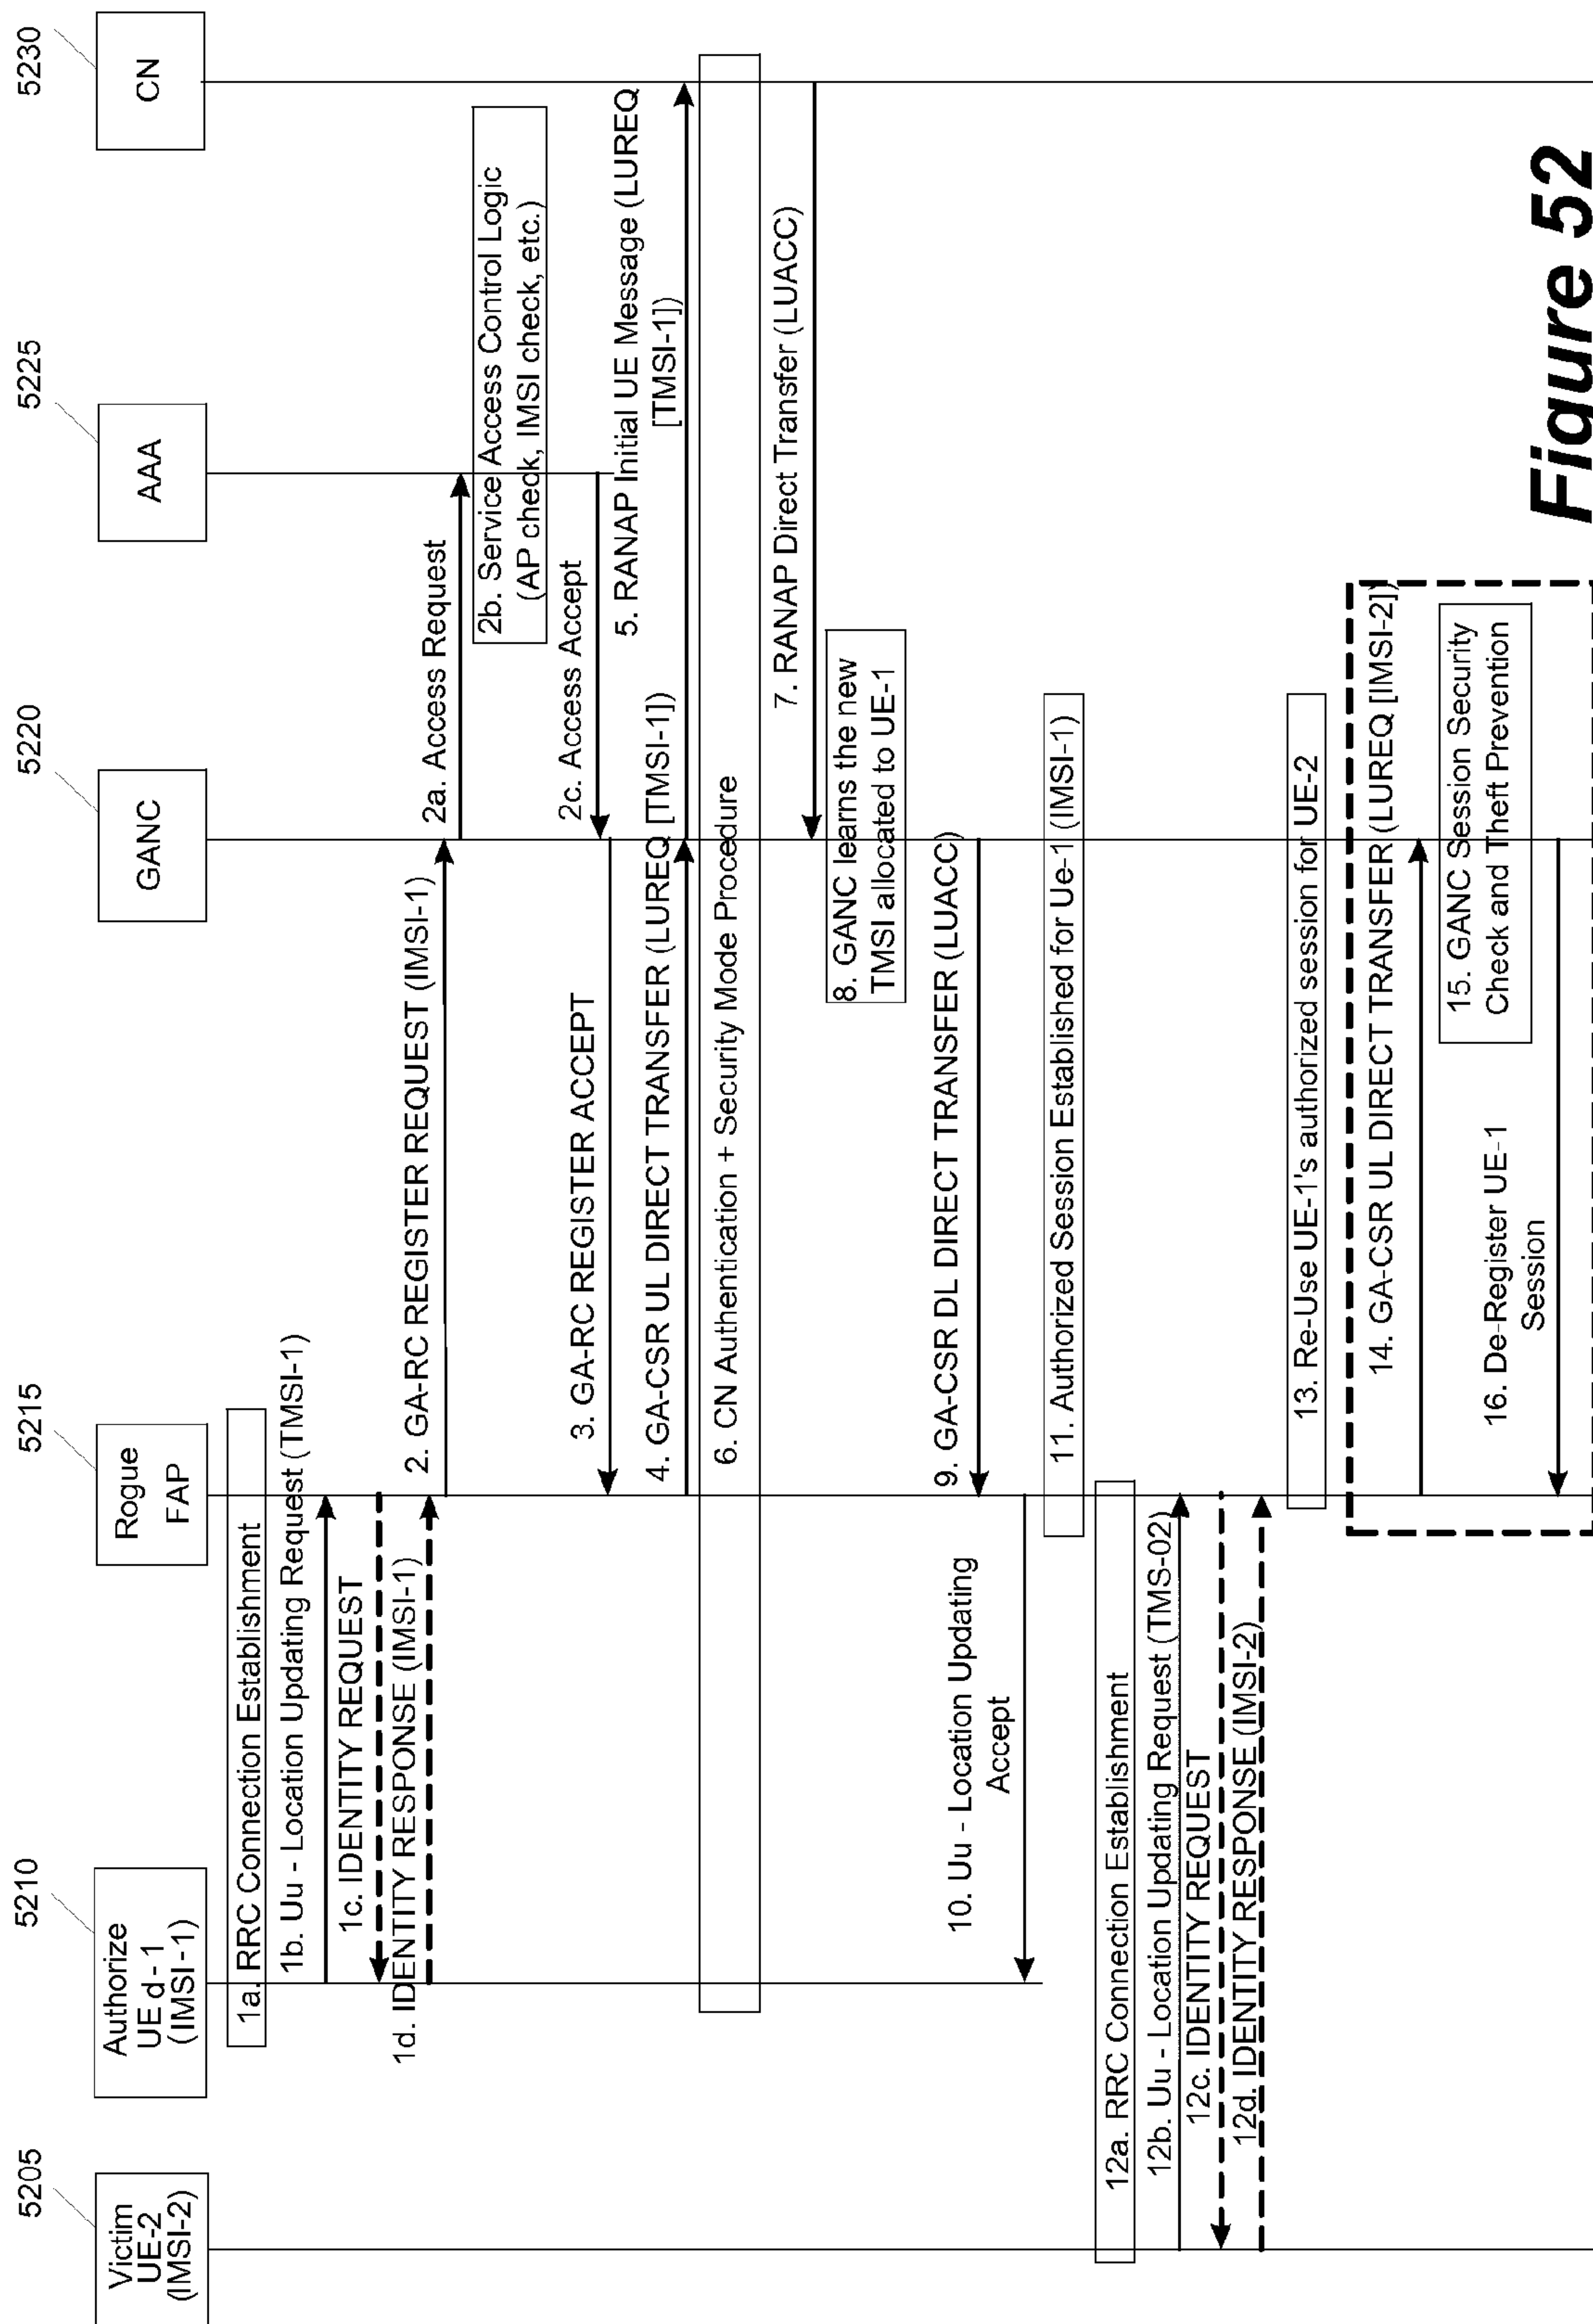 5205
5210
5215
5220
5225
5230
Victim
UE-2
(IMSI-2)
Authorize
UE d - 1
(IMSI -1)
Rogue
FAP
GANC
AAA
CN
1a. RRC Connection Establishment
1b. Uu - Location Updating Request (TMSI-1)
1c. IDENTITY REQUEST
1d. IDENTITY RESPONSE (IMSI-1)
2. GA-RC REGISTER REQUEST (IMSI-1)
2a. Access Request
2b. Service Access Control Logic
(AP check, IMSI check, etc.)
2c. Access Accept
3. GA-RC REGISTER ACCEPT
4. GA-CSR UL DIRECT TRANSFER (LUREQ [TMSI-1])
5. RANAP Initial UE Message (LUREQ
[TMSI-1])
6. CN Authentication + Security Mode Procedure
7. RANAP Direct Transfer (LUACC)
8. GANC learns the new
TMSI allocated to UE-1
9. GA-CSR DL DIRECT TRANSFER (LUACC)
10. Uu - Location Updating
Accept
11. Authorized Session Established for Ue-1 (IMSI-1)
12a. RRC Connection Establishment
12b. Uu - Location Updating Request (TMS-02)
12c. IDENTITY REQUEST
12d. IDENTITY RESPONSE (IMSI-2)
13. Re-Use UE-1's authorized session for UE-2
14. GA-CSR UL DIRECT TRANSFER (LUREQ [IMSI-2])
15. GANC Session Security
Check and Theft Prevention
16. De-Register UE-1
Session
Figure 52